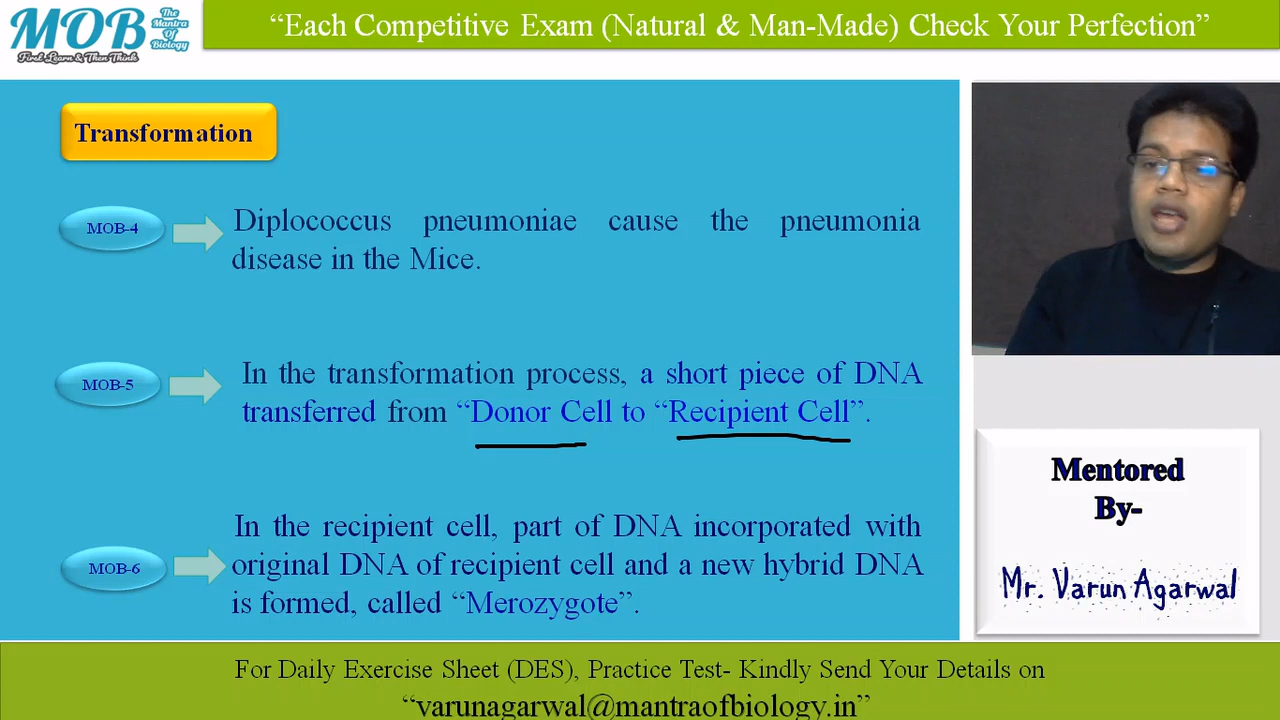 MOB
The
Mantra
Of
Biology
First Learn & Then Think
“Each Competitive Exam (Natural & Man-Made) Check Your Perfection”
Transformation
MOB-4
Diplococcus pneumoniae cause the pneumonia
disease in the Mice.
MOB-5
In the transformation process, a short piece of DNA
transferred from “Donor Cell to “Recipient Cell”.
MOB-6
In the recipient cell, part of DNA incorporated with
original DNA of recipient cell and a new hybrid DNA
is formed, called “Merozygote”.
Mentored
By-
Mr. Varun Agarwal
For Daily Exercise Sheet (DES), Practice Test- Kindly Send Your Details on
“varunagarwal@mantraofbiology.in”